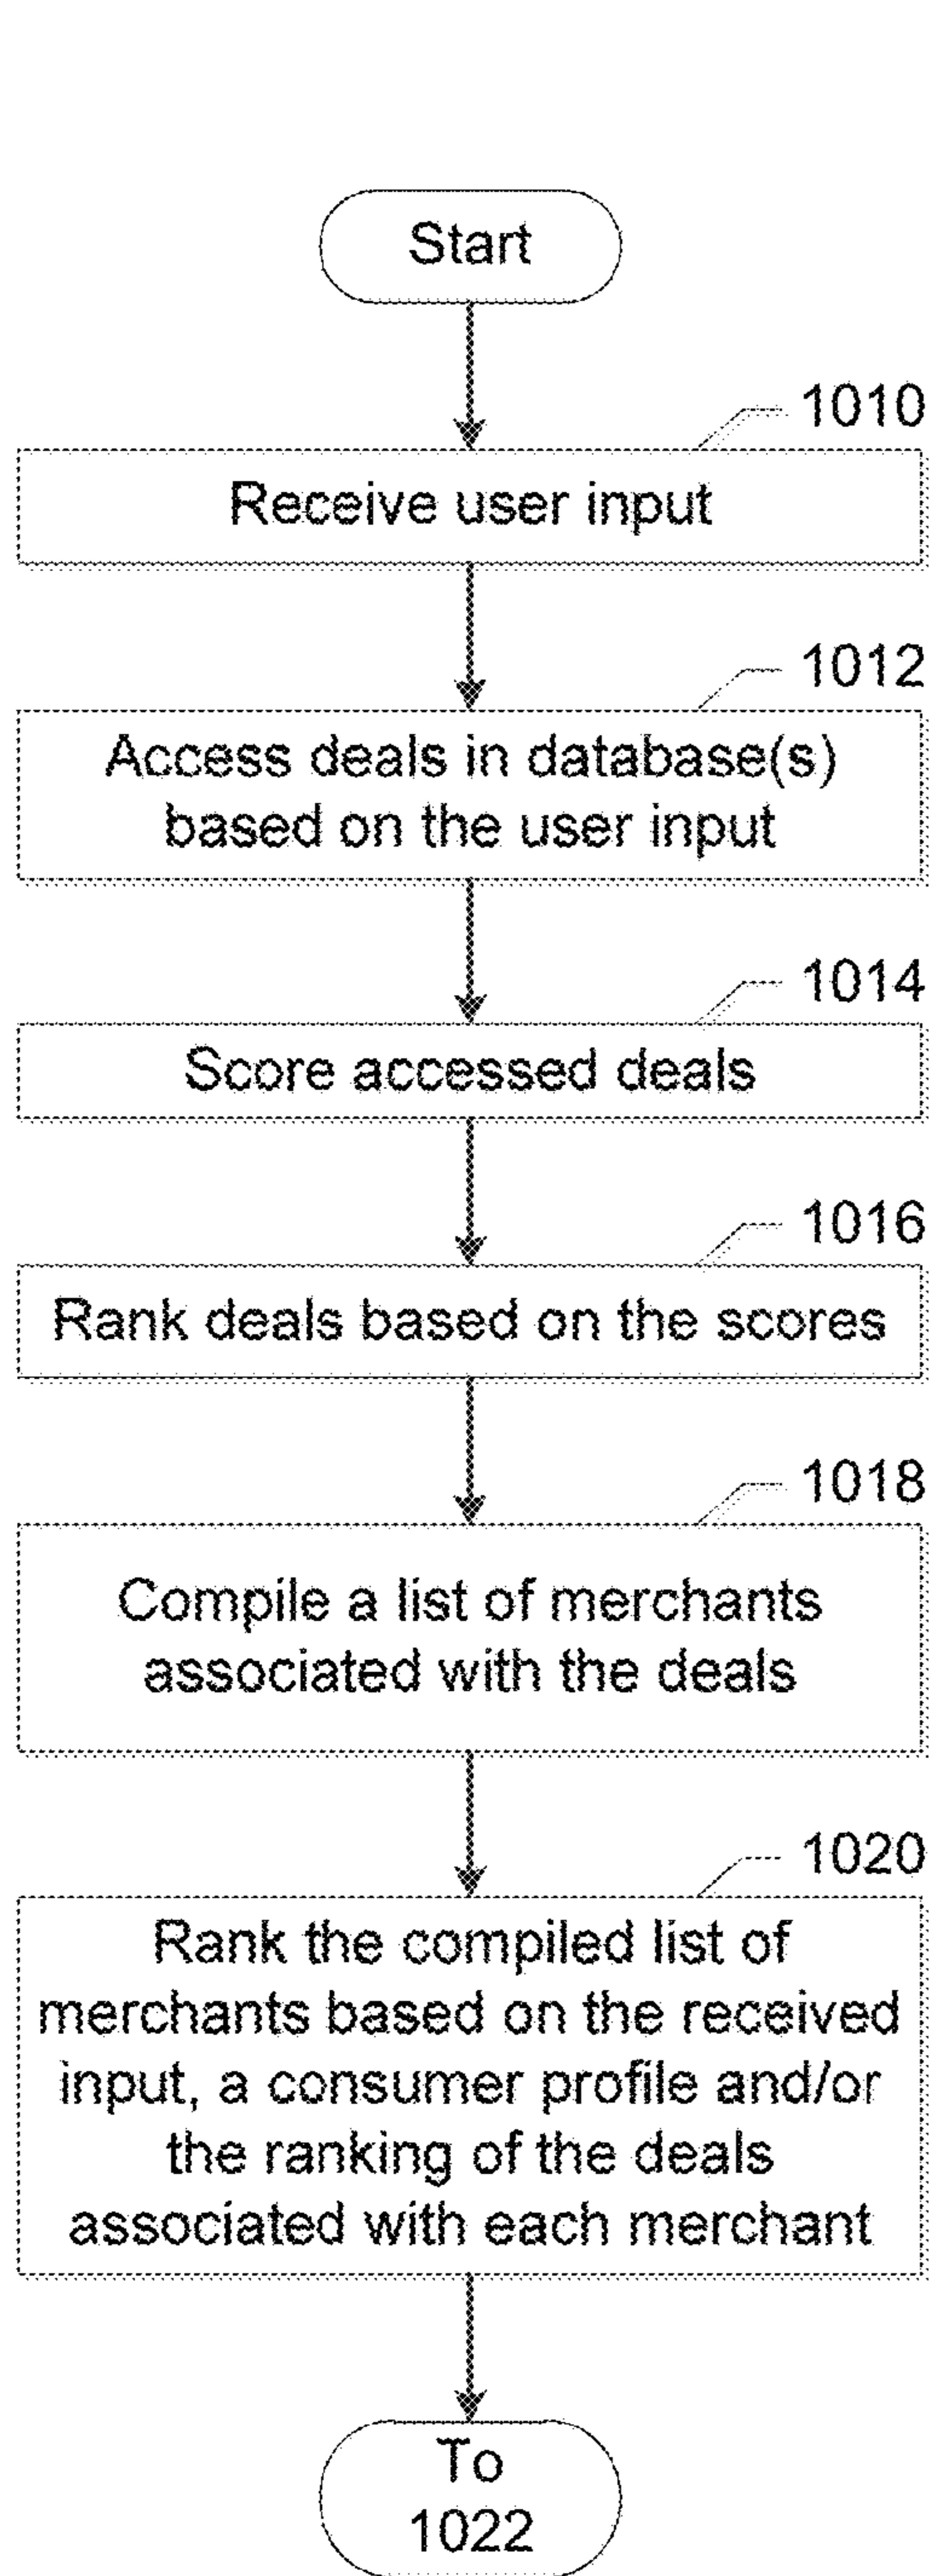 Start
1010
Receive user input
1012
Access deals in database(s)
based on the user input
1014
Score accessed deals
1016
Rank deals based on the scores
1018
Compile a list of merchants
associated with the deals
1020
Rank the compiled list of
merchants based on the received
input, a consumer profile and/or
the ranking of the deals
associated with each merchant
To
1022